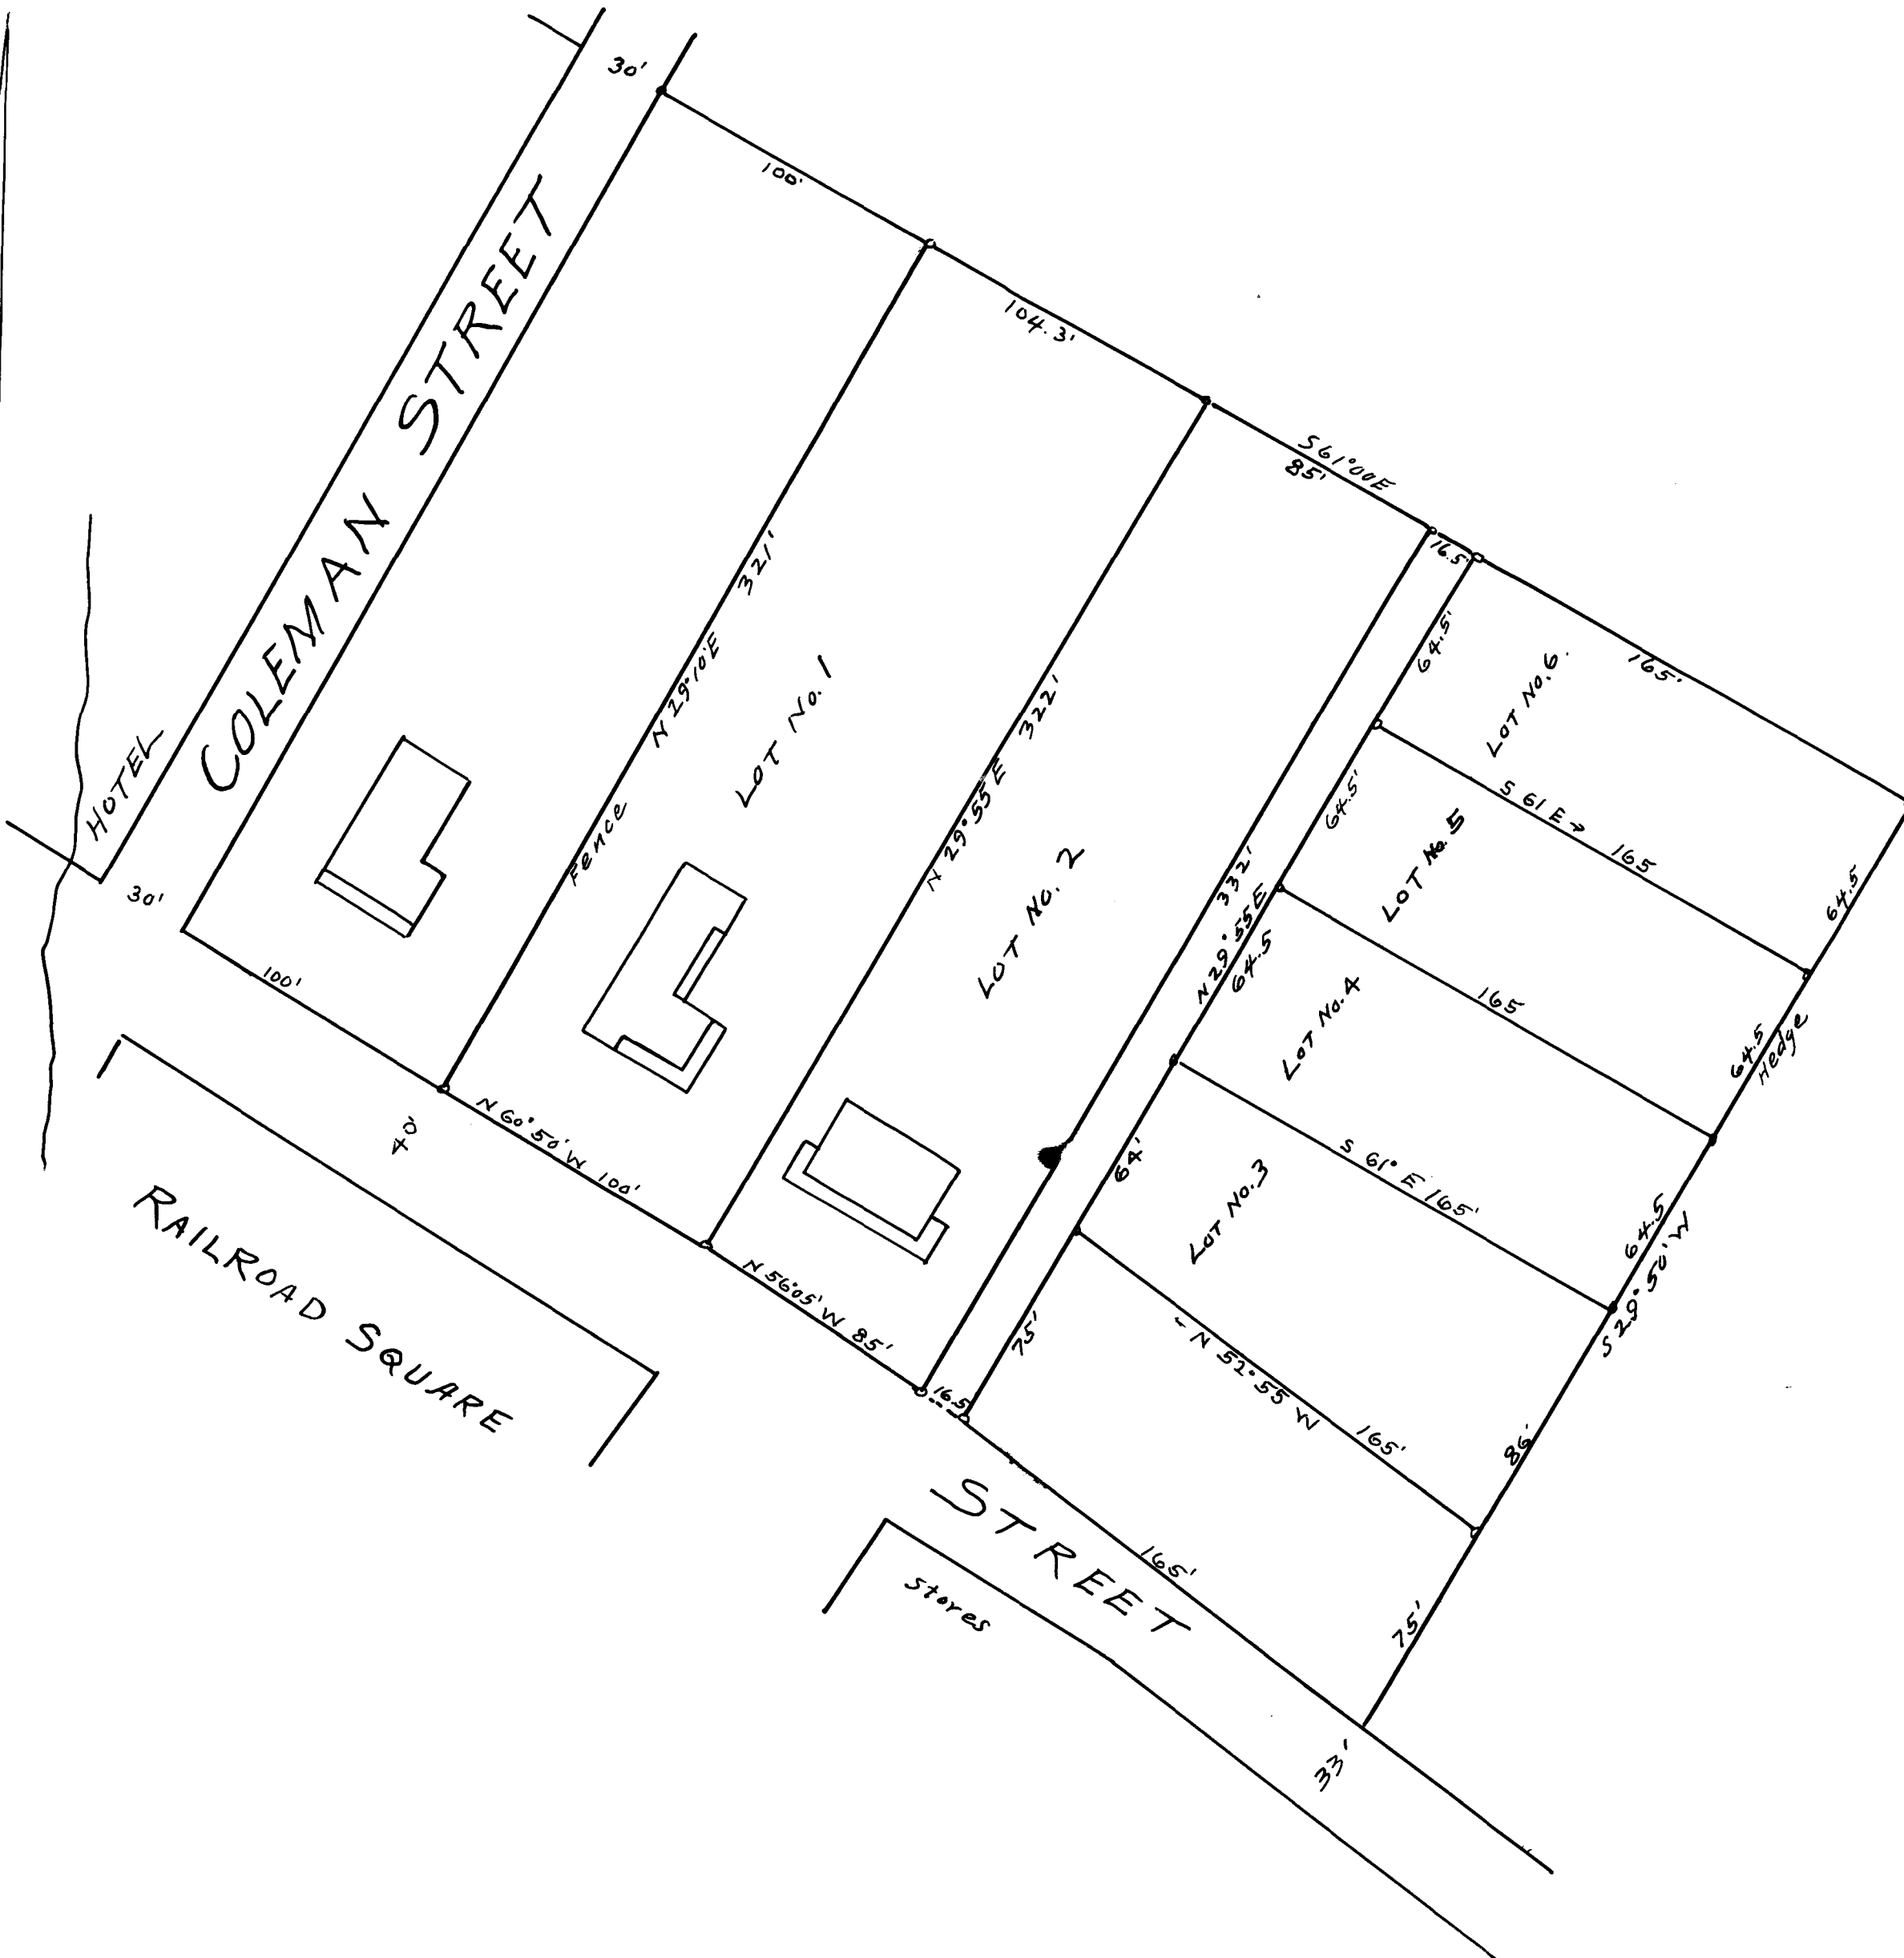 30'
100'
104.3'
S 61°00E
85'
16.5'
165'
COLEMAN STREET
HOTEL
30'
321'
N 29°10'E
Fence
LOT No. 1
322'
N 29°55E
LOT NO. 2
332'
N 29°55E
64.5'
64.5'
64.5
64'
75'
LOT No. 6
S 61 E
165
LOT No. 5
64.5
165
LOT No. 4
64.5
Hedge
S 61° E 165'
LOT No. 3
64.5
S 29°50'W
N 52°55 W
165'
86'
75'
100'
N 60°50'W 100'
N 56°05'W 85'
16.5
40'
RAILROAD SQUARE
STREET
165'
Stores
33'